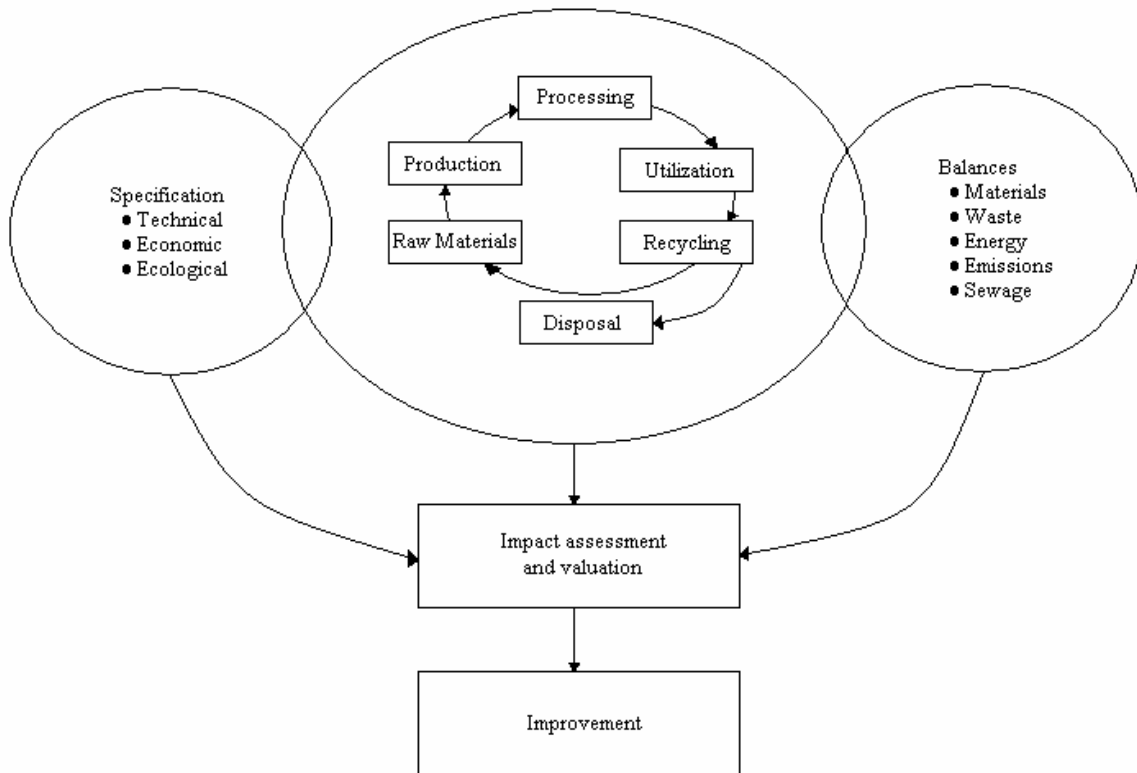 Processing
Production
Utilization
Raw Materials
Recycling
Disposal
Specification
● Technical
● Economic
● Ecological
Balances
● Materials
● Waste
● Energy
● Emissions
● Sewage
Impact assessment
and valuation
Improvement